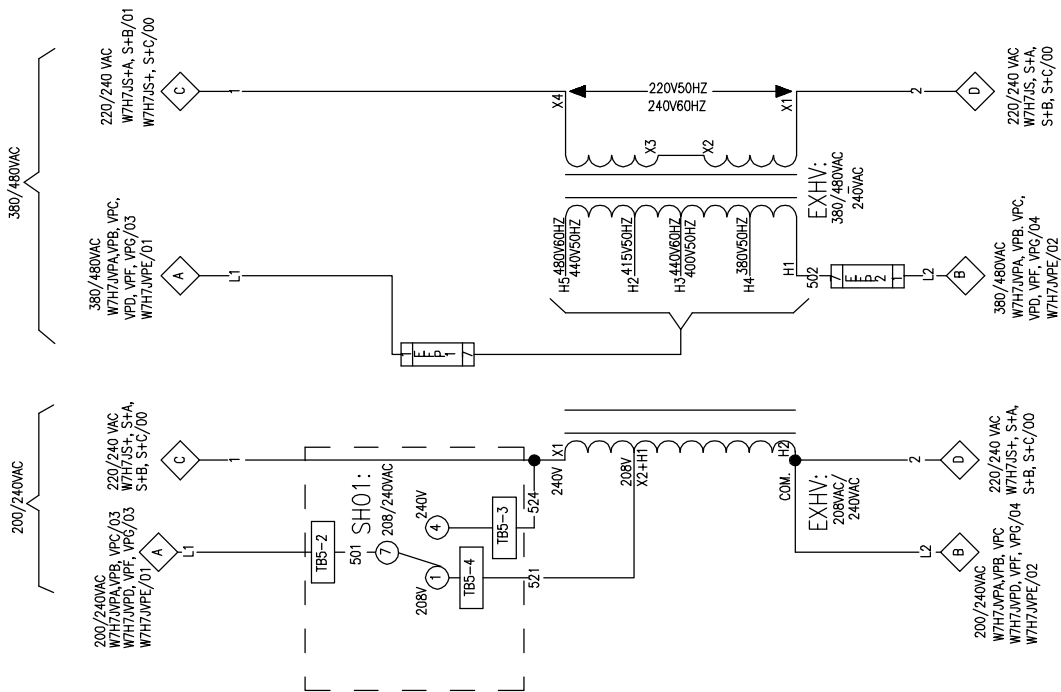 380/480VAC
220/240 VAC
W7H7JS+A, S+B/01
W7H7JS+, S+C/00
C
1
X4
220V50HZ
240V60HZ
X1
2
D
220/240 VAC
W7H7JS, S+A,
S+B, S+C/00
X3
X2
EXHV:
380/480VAC
240VAC
380/480VAC
W7H7JVPA,VPB, VPC,
VPD, VPF, VPG/03
W7H7JVPE/01
A
L1
1
FFP1
7
H5
480V60HZ
440V50HZ
H2
415V50HZ
H3
440V60HZ
400V50HZ
H4
380V50HZ
H1
502
7
FFP2
1
L2
B
380/480VAC
W7H7JVPA, VPB, VPC,
VPD, VPF, VPG/04
W7H7JVPE/02
200/240VAC
220/240 VAC
W7H7JS+, S+A,
S+B, S+C/00
C
1
SH01:
208/240VAC
240V
4
TB5-3
524
240V
X1
208V
X2+H1
H2
COM.
EXHV:
208VAC/
240VAC
2
D
220/240 VAC
W7H7JS+, S+A,
S+B, S+C/00
200/240VAC
W7H7JVPA,VPB, VPC/03
W7H7JVPD, VPF, VPG/03
W7H7JVPE/01
A
L1
TB5-2
501
7
208V
1
TB5-4
521
L2
B
200/240VAC
W7H7JVPA,VPB, VPC
W7H7JVPD, VPF, VPG/04
W7H7JVPE/02